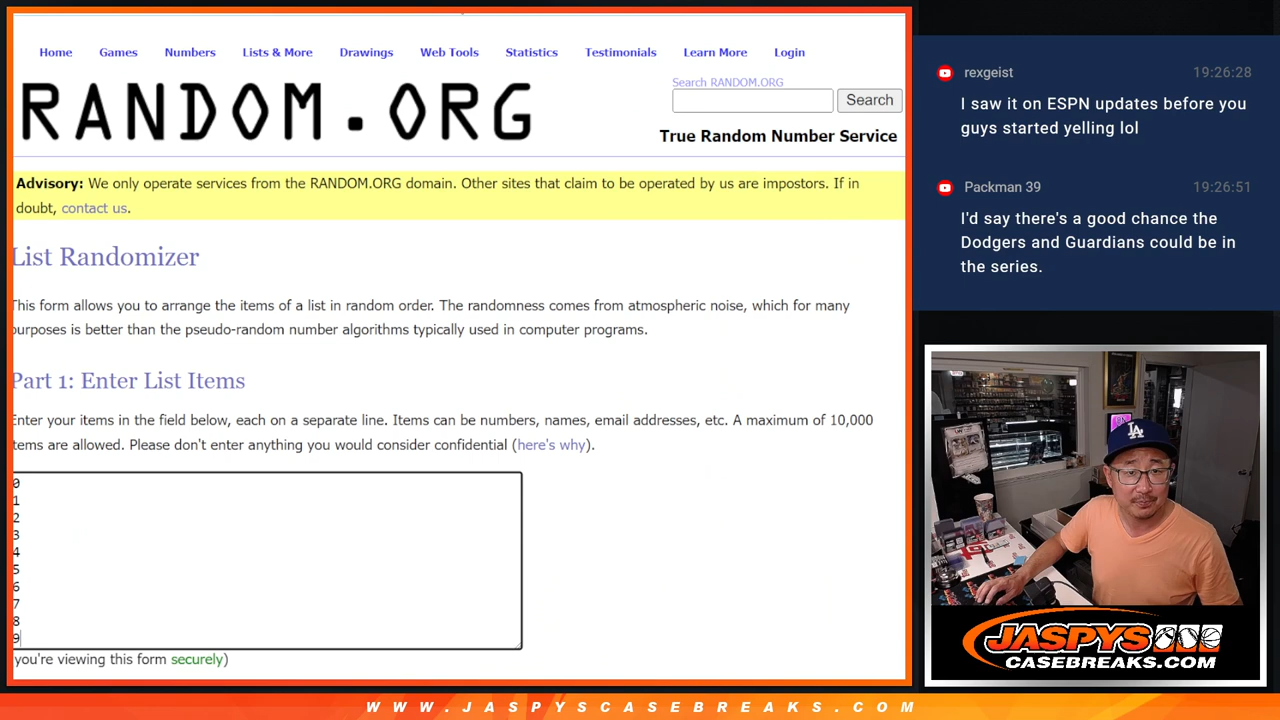 Home Games Numbers Lists & More Drawings Web Tools Statistics Testimonials Learn More Login
RANDOM.ORG
Search RANDOM.ORG
Search
True Random Number Service
Advisory: We only operate services from the RANDOM.ORG domain. Other sites that claim to be operated by us are impostors. If in
doubt, contact us.
List Randomizer
This form allows you to arrange the items of a list in random order. The randomness comes from atmospheric noise, which for many
purposes is better than the pseudo-random number algorithms typically used in computer programs.
Part 1: Enter List Items
Enter your items in the field below, each on a separate line. Items can be numbers, names, email addresses, etc. A maximum of 10,000
items are allowed. Please don't enter anything you would consider confidential (here's why).
0
1
2
3
4
5
6
7
8
9
you're viewing this form securely)
rexgeist 19:26:28
I saw it on ESPN updates before you
guys started yelling lol
Packman 39 19:26:51
I'd say there's a good chance the
Dodgers and Guardians could be in
the series.
LA
JASPYS
CASEBREAKS.COM
WWW.JASPYSCASEBREAKS.COM